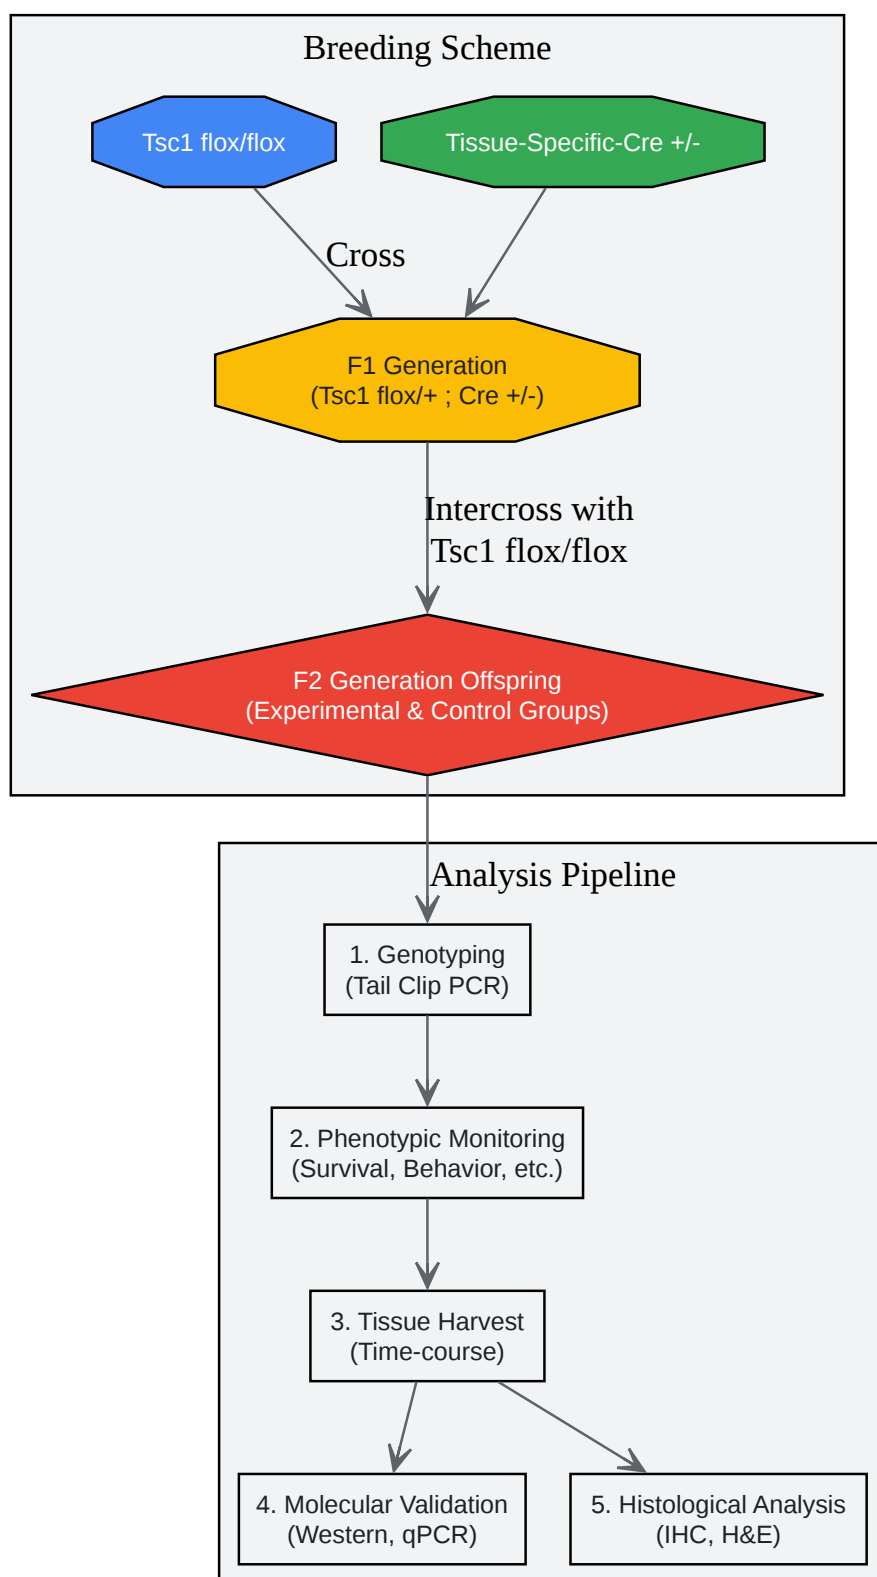 Breeding Scheme
Tsc1 flox/flox
Tissue-Specific-Cre +/-
Cross
F1 Generation
(Tsc1 flox/+ ; Cre +/-)
Intercross with
Tsc1 flox/flox
F2 Generation Offspring
(Experimental & Control Groups)
Analysis Pipeline
1. Genotyping
(Tail Clip PCR)
2. Phenotypic Monitoring
(Survival, Behavior, etc.)
3. Tissue Harvest
(Time-course)
4. Molecular Validation
(Western, qPCR)
5. Histological Analysis
(IHC, H&E)